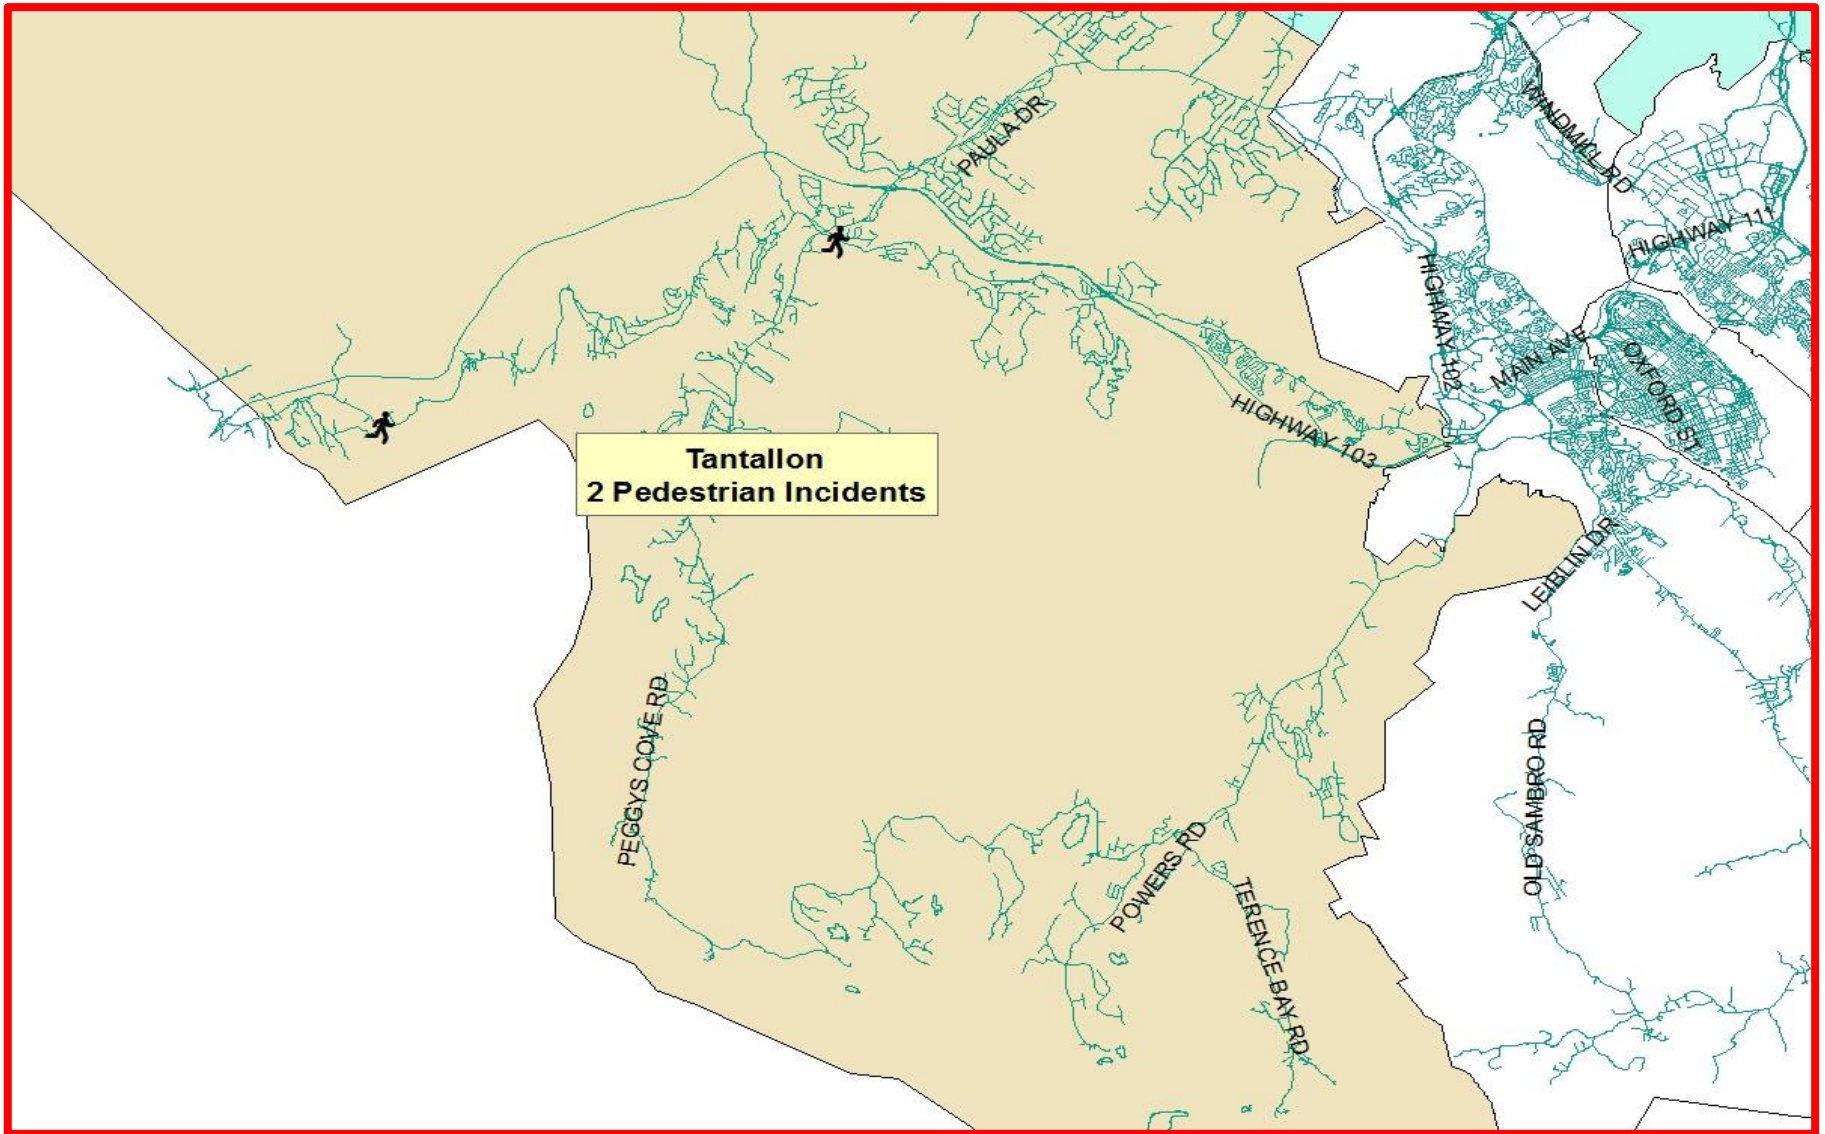 PAULA DR
WINDMILL RD
HIGHWAY 111
HIGHWAY 102
MAIN AVE
OXFORD ST
HIGHWAY 103
Tantallon
2 Pedestrian Incidents
LEIBLIN DR
PEGGYS COVE RD
OLD SAMBRO RD
POWERS RD
TERENCE BAY RD